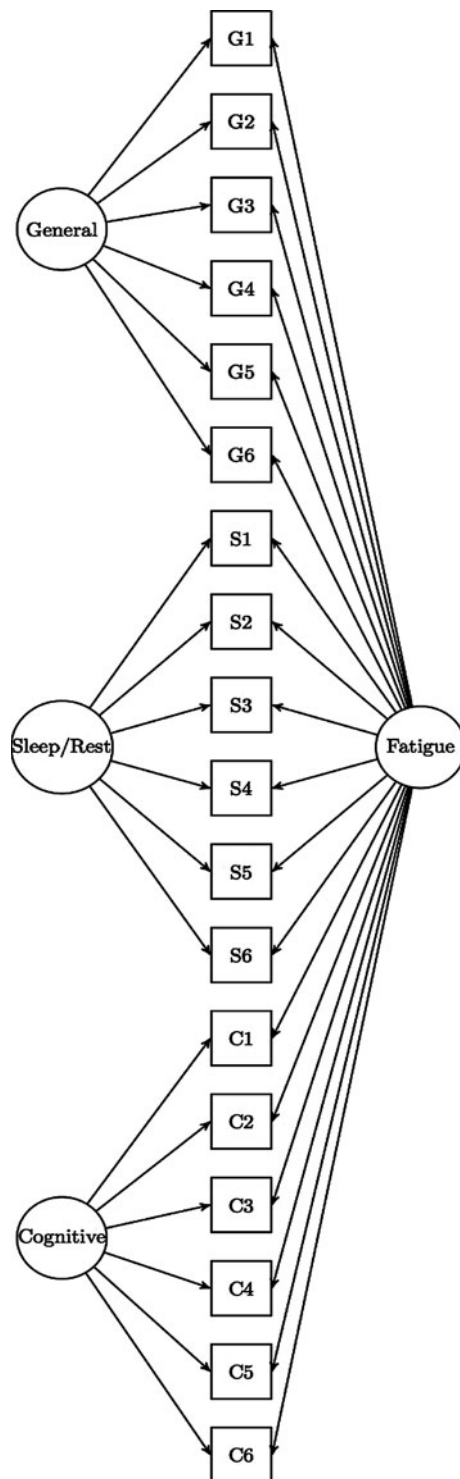 G1
G2
G3
General
G4
G5
G6
S1
S2
S3
Sleep/Rest
Fatigue
S4
S5
S6
C1
C2
C3
Cognitive
C4
C5
C6